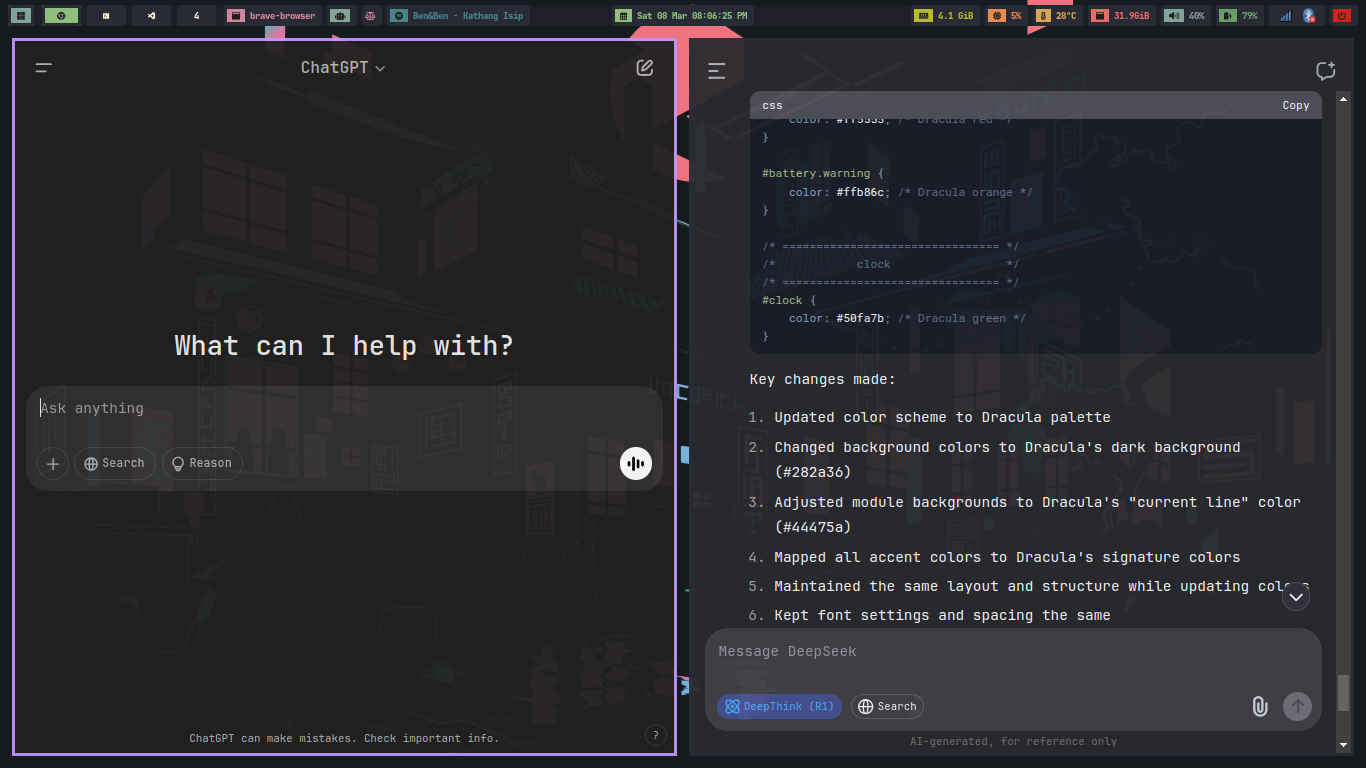 4
brave-browser
Ben&Ben - Kathang Isip
Sat 08 Mar 08:06:25 PM
4.1 GiB
5%
28°C
31.9GiB
40%
79%
ChatGPT
What can I help with?
Ask anything
Search
Reason
ChatGPT can make mistakes. Check important info.
?
css
Copy
color: #ff5555; /* Dracula red */
}
#battery.warning {
color: #ffb86c; /* Dracula orange */
}
/* ================================ */
/* clock */
/* ================================ */
#clock {
color: #50fa7b; /* Dracula green */
}
Key changes made:
1. Updated color scheme to Dracula palette
2. Changed background colors to Dracula's dark background
(#282a36)
3. Adjusted module backgrounds to Dracula's "current line" color
(#44475a)
4. Mapped all accent colors to Dracula's signature colors
5. Maintained the same layout and structure while updating colors
6. Kept font settings and spacing the same
Message DeepSeek
DeepThink (R1)
Search
AI-generated, for reference only